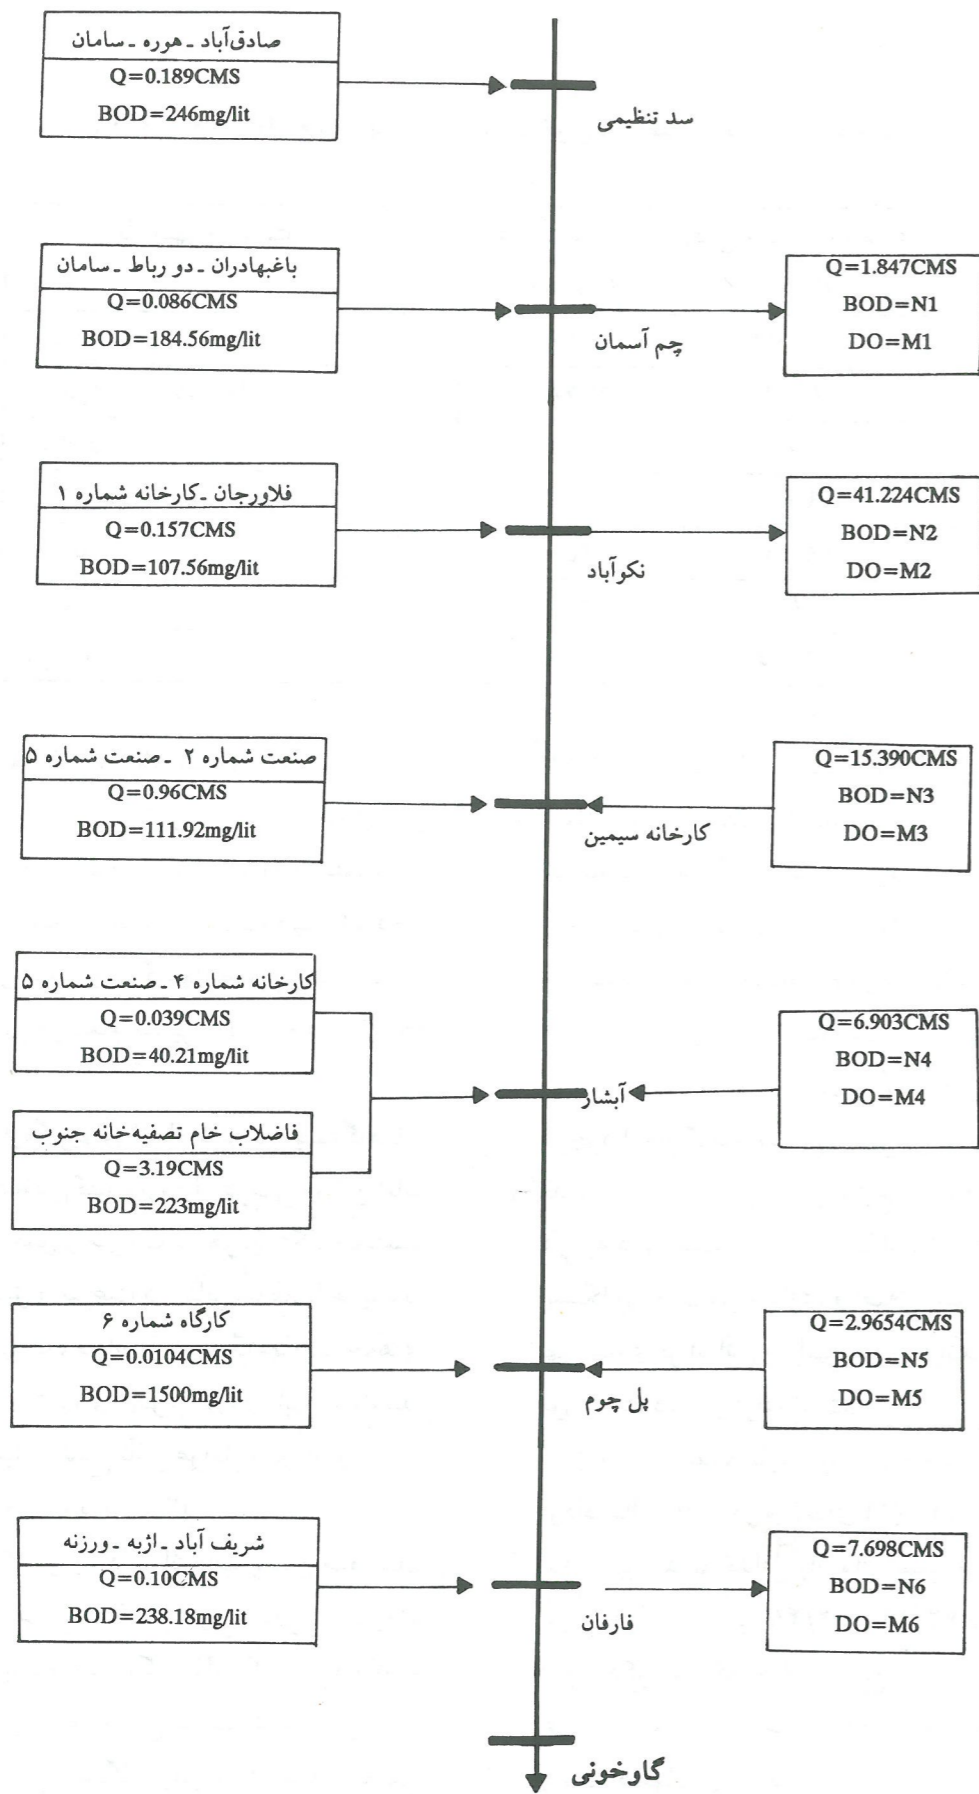 صادق‌آباد ـ هوره ـ سامان
Q=0.189CMS
BOD=246mg/lit
سد تنظیمی
باغبهادران ـ دو رباط ـ سامان
Q=0.086CMS
BOD=184.56mg/lit
چم آسمان
Q=1.847CMS
BOD=N1
DO=M1
فلاورجان ـ کارخانه شماره ۱
Q=0.157CMS
BOD=107.56mg/lit
نکوآباد
Q=41.224CMS
BOD=N2
DO=M2
صنعت شماره ۲ ـ صنعت شماره ۵
Q=0.96CMS
BOD=111.92mg/lit
کارخانه سیمین
Q=15.390CMS
BOD=N3
DO=M3
کارخانه شماره ۴ ـ صنعت شماره ۵
Q=0.039CMS
BOD=40.21mg/lit
فاضلاب خام تصفیه‌خانه جنوب
Q=3.19CMS
BOD=223mg/lit
آبشار
Q=6.903CMS
BOD=N4
DO=M4
کارگاه شماره ۶
Q=0.0104CMS
BOD=1500mg/lit
پل چوم
Q=2.9654CMS
BOD=N5
DO=M5
شریف آباد ـ اژیه ـ ورزنه
Q=0.10CMS
BOD=238.18mg/lit
فارفان
Q=7.698CMS
BOD=N6
DO=M6
گاوخونی